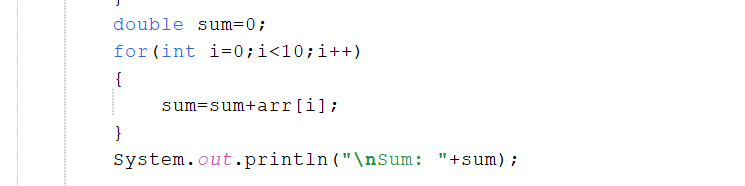 }
double sum=0;
for(int i=0;i<10;i++)
{
sum=sum+arr[i];
}
System.out.println("\nSum: "+sum);